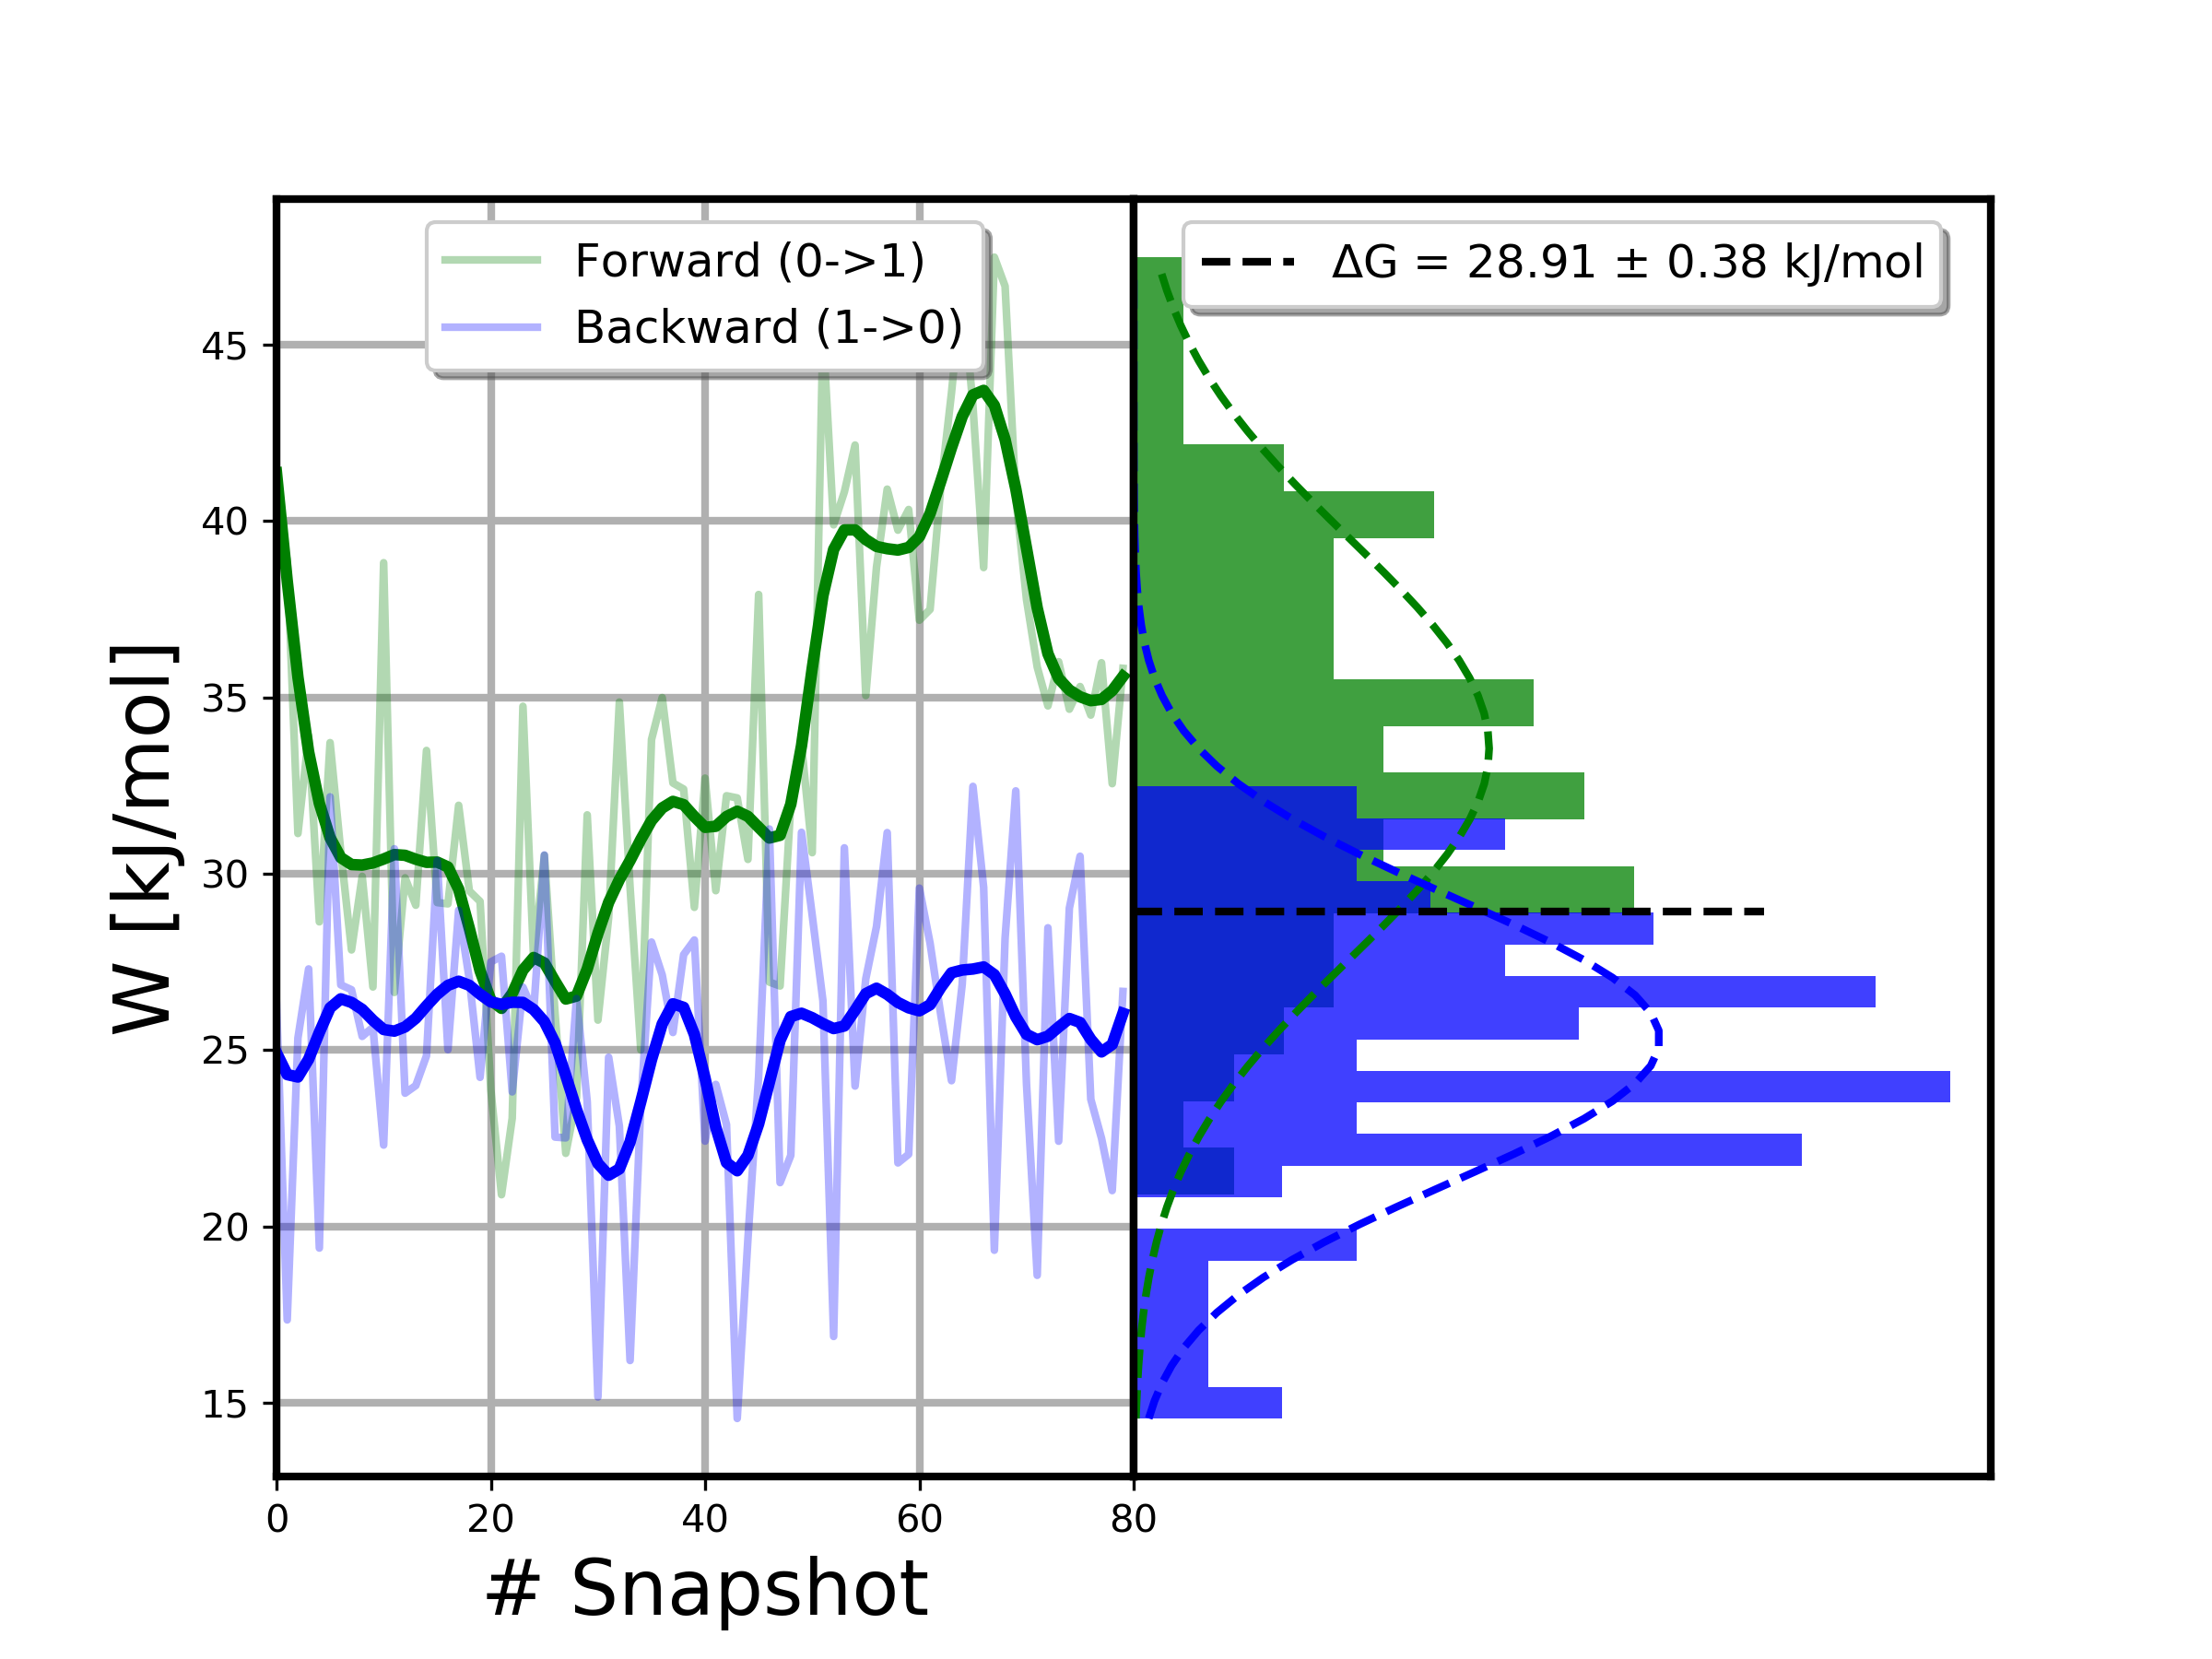 Forward (0->1)
Backward (1->0)
ΔG = 28.91 ± 0.38 kJ/mol
W [kJ/mol]
45
40
35
30
25
20
15
0
20
40
60
80
# Snapshot